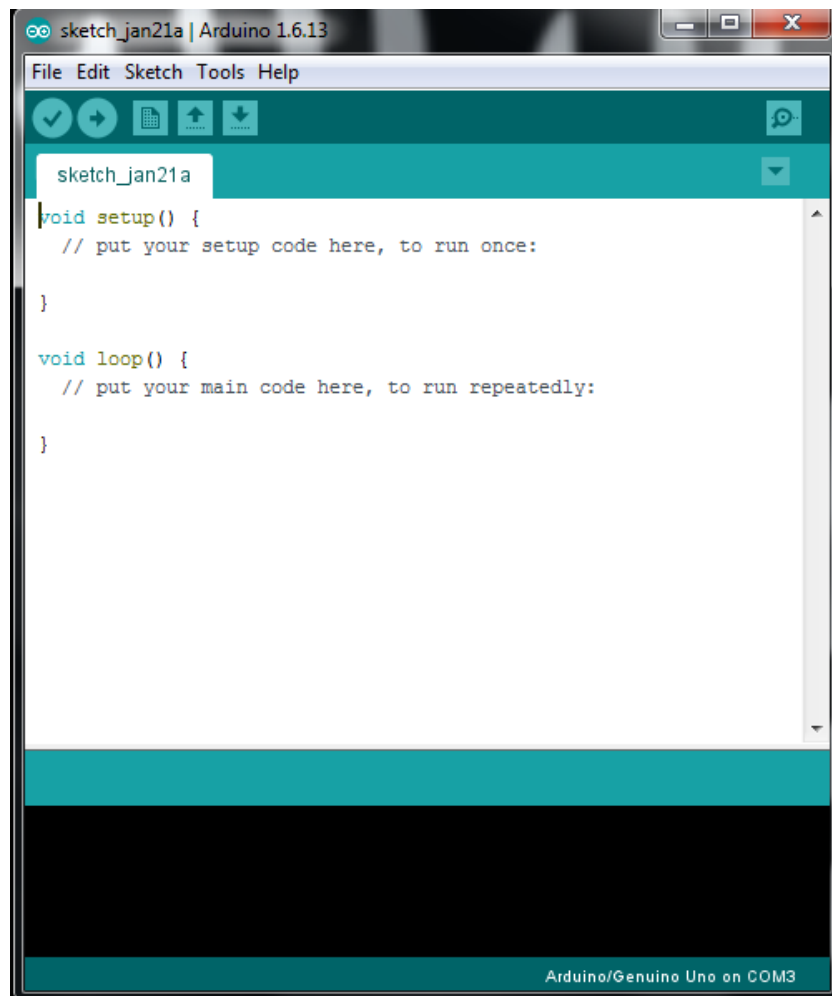 sketch_jan21a | Arduino 1.6.13
File Edit Sketch Tools Help
sketch_jan21a
void setup() {
  // put your setup code here, to run once:
}
void loop() {
  // put your main code here, to run repeatedly:
}
Arduino/Genuino Uno on COM3